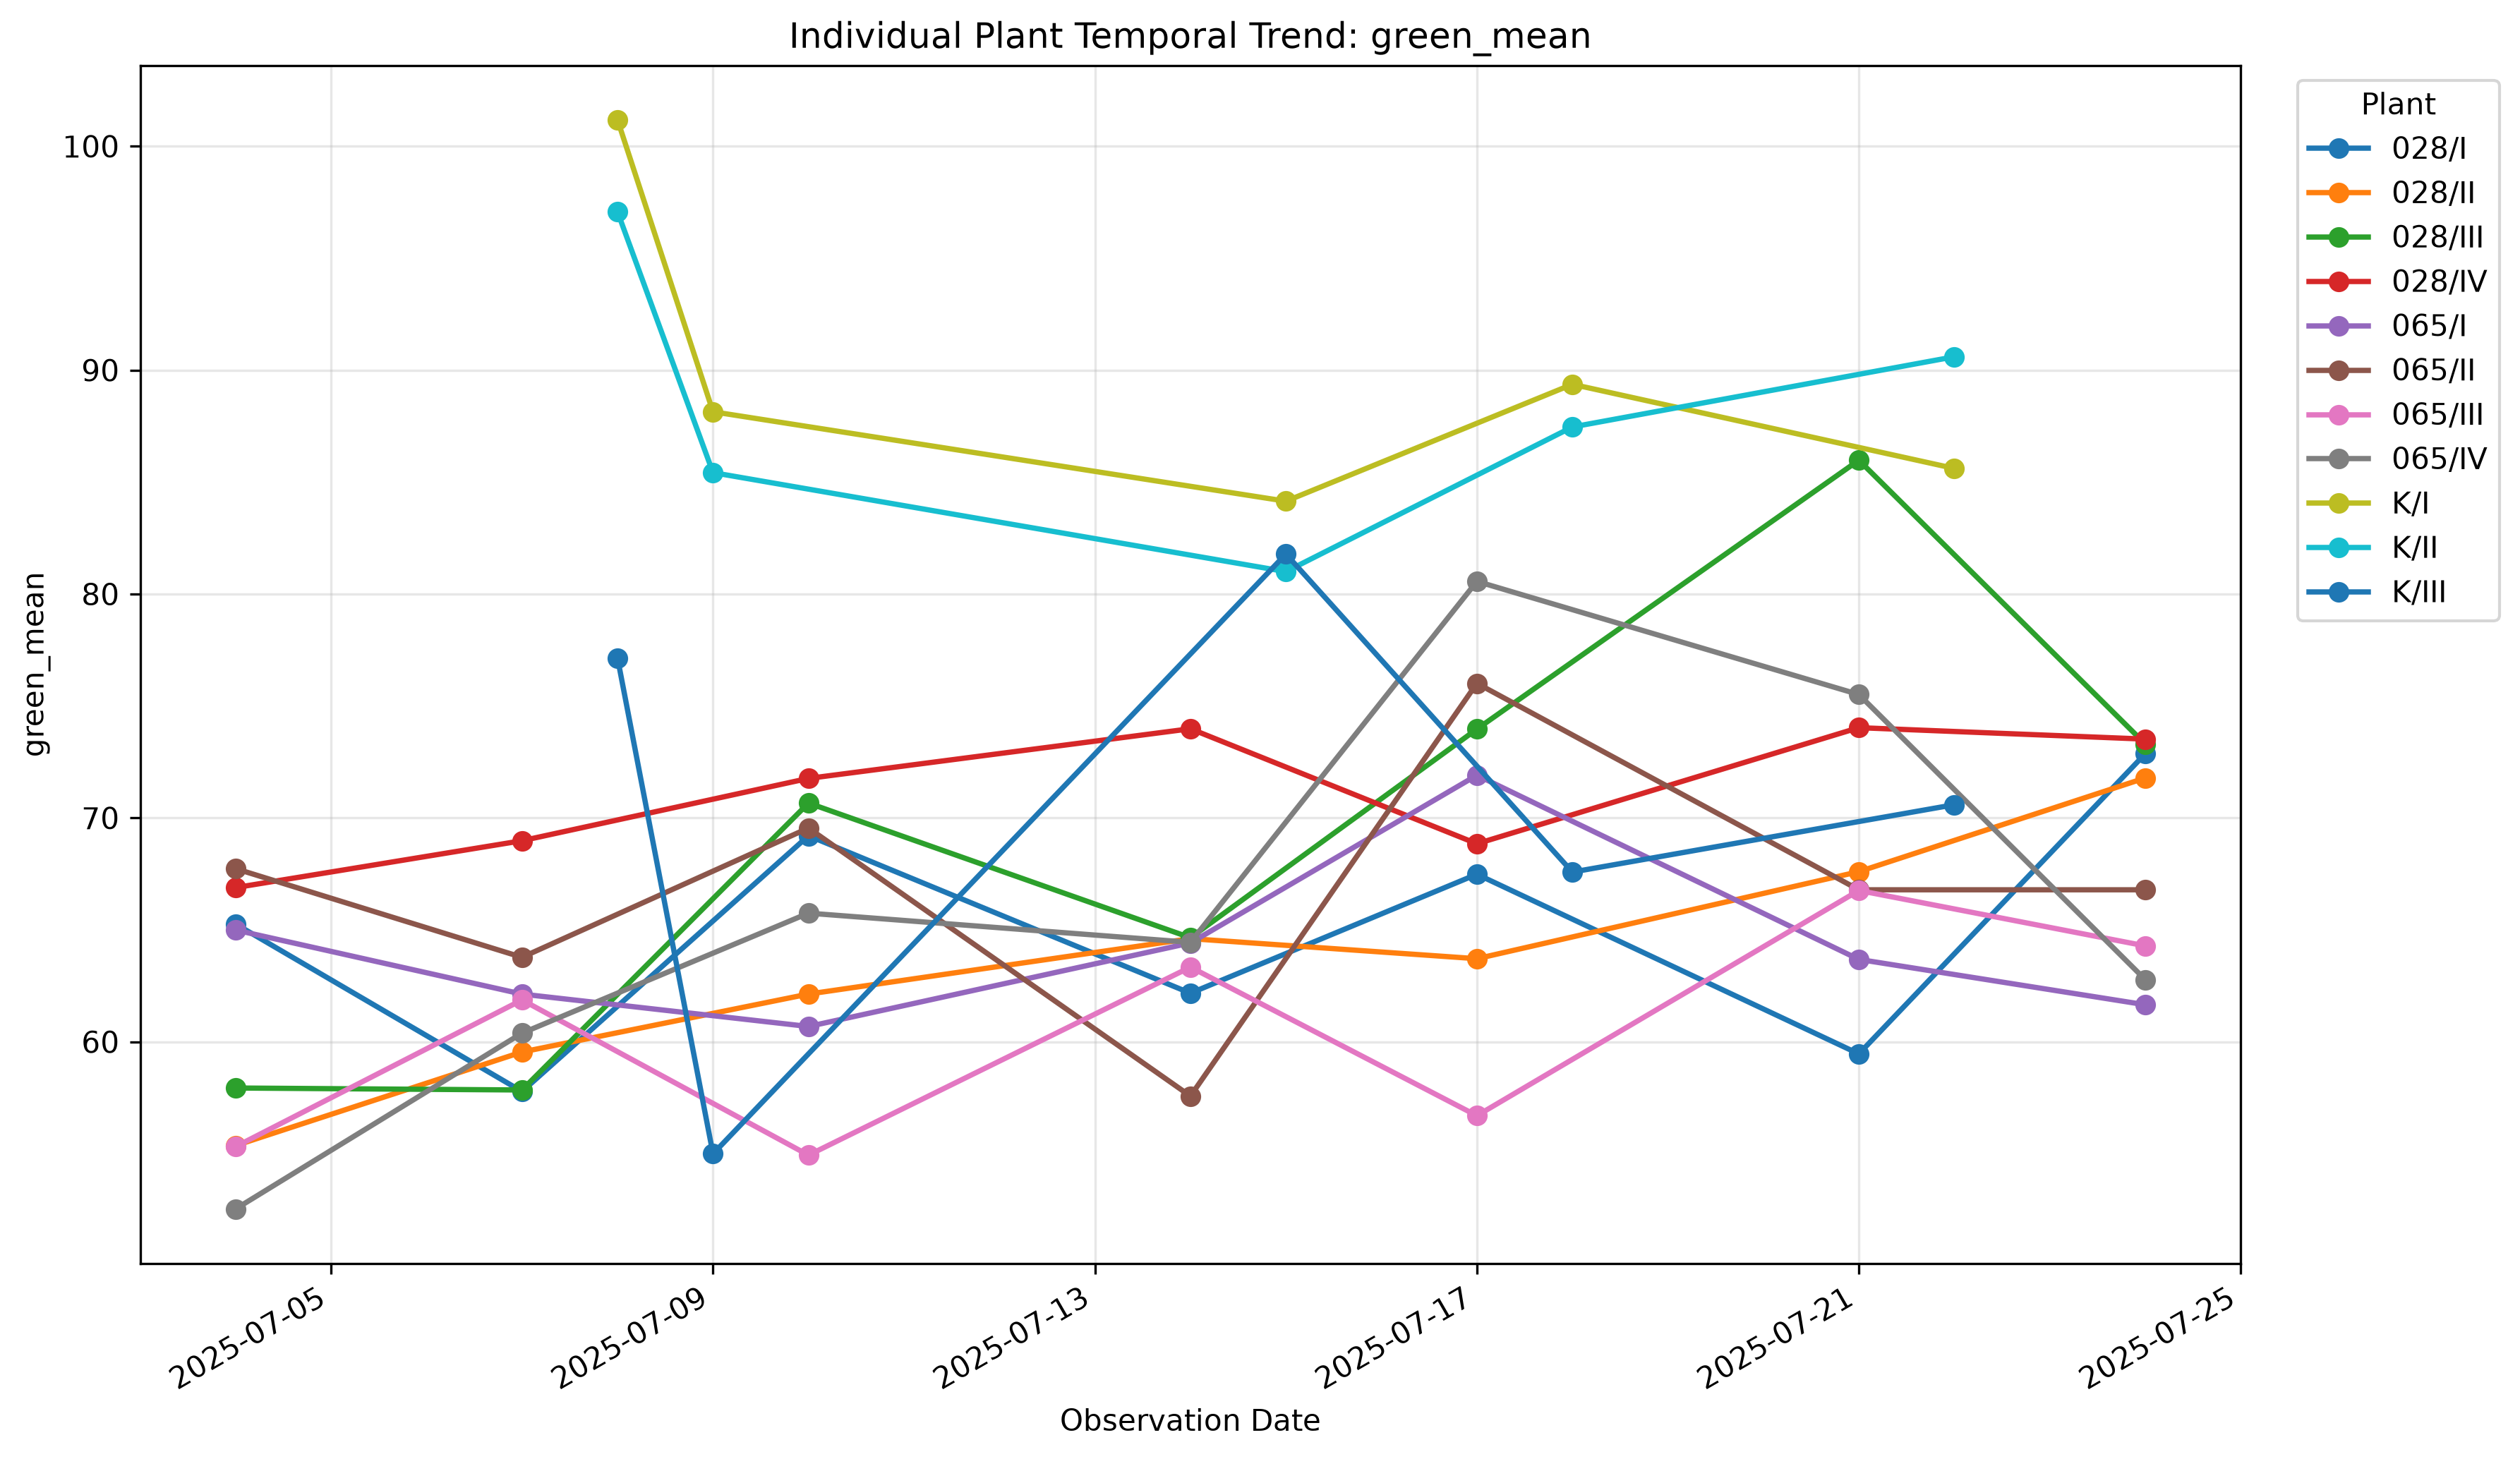 Individual Plant Temporal Trend: green_mean
Plant
028/I
028/II
028/III
028/IV
065/I
065/II
065/III
065/IV
K/I
K/II
K/III
green_mean
100
90
80
70
60
2025-07-05
2025-07-09
2025-07-13
2025-07-17
2025-07-21
2025-07-25
Observation Date